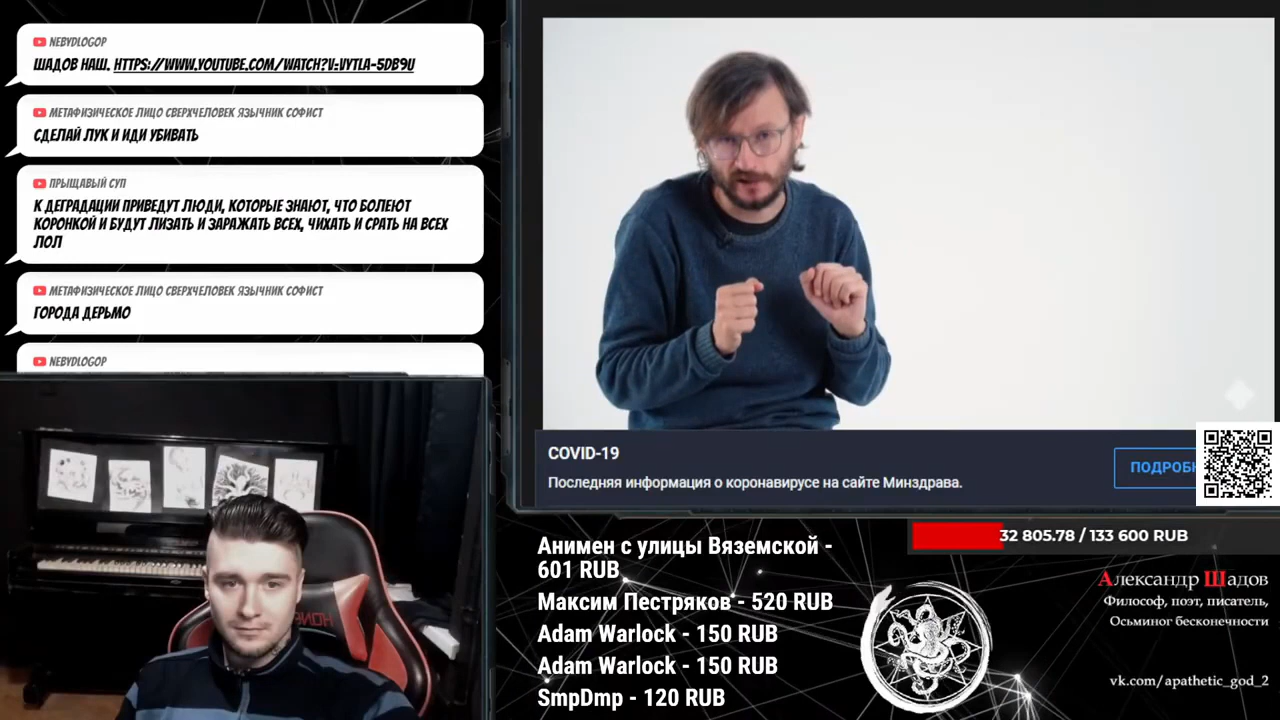 NEBYDLOGOP
ШАДОВ НАШ. HTTPS://WWW.YOUTUBE.COM/WATCH?V=VYTLA-5DB9U
МЕТАФИЗИЧЕСКОЕ ЛИЦО СВЕРХЧЕЛОВЕК ЯЗЫЧНИК СОФИСТ
СДЕЛАЙ ЛУК И ИДИ УБИВАТЬ
ПРЫЩАВЫЙ СУП
К ДЕГРАДАЦИИ ПРИВЕДУТ ЛЮДИ, КОТОРЫЕ ЗНАЮТ, ЧТО БОЛЕЮТ
КОРОНКОЙ И БУДУТ ЛИЗАТЬ И ЗАРАЖАТЬ ВСЕХ, ЧИХАТЬ И СРАТЬ НА ВСЕХ
ЛОЛ
МЕТАФИЗИЧЕСКОЕ ЛИЦО СВЕРХЧЕЛОВЕК ЯЗЫЧНИК СОФИСТ
ГОРОДА ДЕРЬМО
NEBYDLOGOP
COVID-19
Последняя информация о коронавирусе на сайте Минздрава.
ПОДРОБН
32 805.78 / 133 600 RUB
Анимен с улицы Вяземской -
601 RUB
Максим Пестряков - 520 RUB
Adam Warlock - 150 RUB
Adam Warlock - 150 RUB
SmpDmp - 120 RUB
Александр Шадов
Философ, поэт, писатель,
Осьминог бесконечности
vk.com/apathetic_god_2